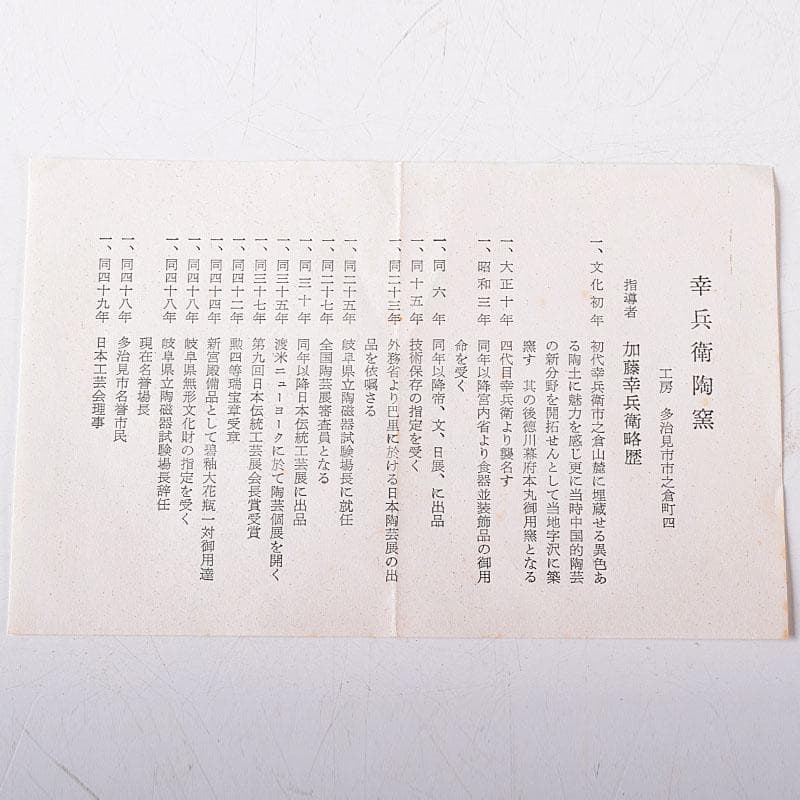 幸兵衛陶窯
工房　多治見市市之倉町四
指導者　加藤幸兵衛略歴
一、文化初年　初代幸兵衛市之倉山麓に埋蔵せる異色あ
る陶土に魅力を感じ更に当時中国的陶芸
の新分野を開拓せんとして当地字沢に築
窯す　其の後徳川幕府本丸御用窯となる
一、大正十年　四代目幸兵衛より襲名す
一、昭和三年　同年以降宮内省より食器並装飾品の御用
命を受く
一、同　六　年　同年以降帝、文、日展、に出品
一、同十五年　技術保存の指定を受く
一、同二十三年　外務省より巴里に於ける日本陶芸展の出
品を依嘱さる
一、同二十五年　岐阜県立陶磁器試験場長に就任
一、同二十七年　全国陶芸展審査員となる
一、同三十年　同年以降日本伝統工芸展に出品
一、同三十五年　渡米ニューヨークに於て陶芸個展を開く
一、同三十七年　第九回日本伝統工芸展会長賞受賞
一、同四十二年　勲四等瑞宝章受章
一、同四十四年　新宮殿備品として碧釉大花瓶一対御用達
一、同四十八年　岐阜県無形文化財の指定を受く
一、同四十八年　岐阜県立陶磁器試験場長辞任
現在名誉場長
一、同四十八年　多治見市名誉市民
一、同四十九年　日本工芸会理事